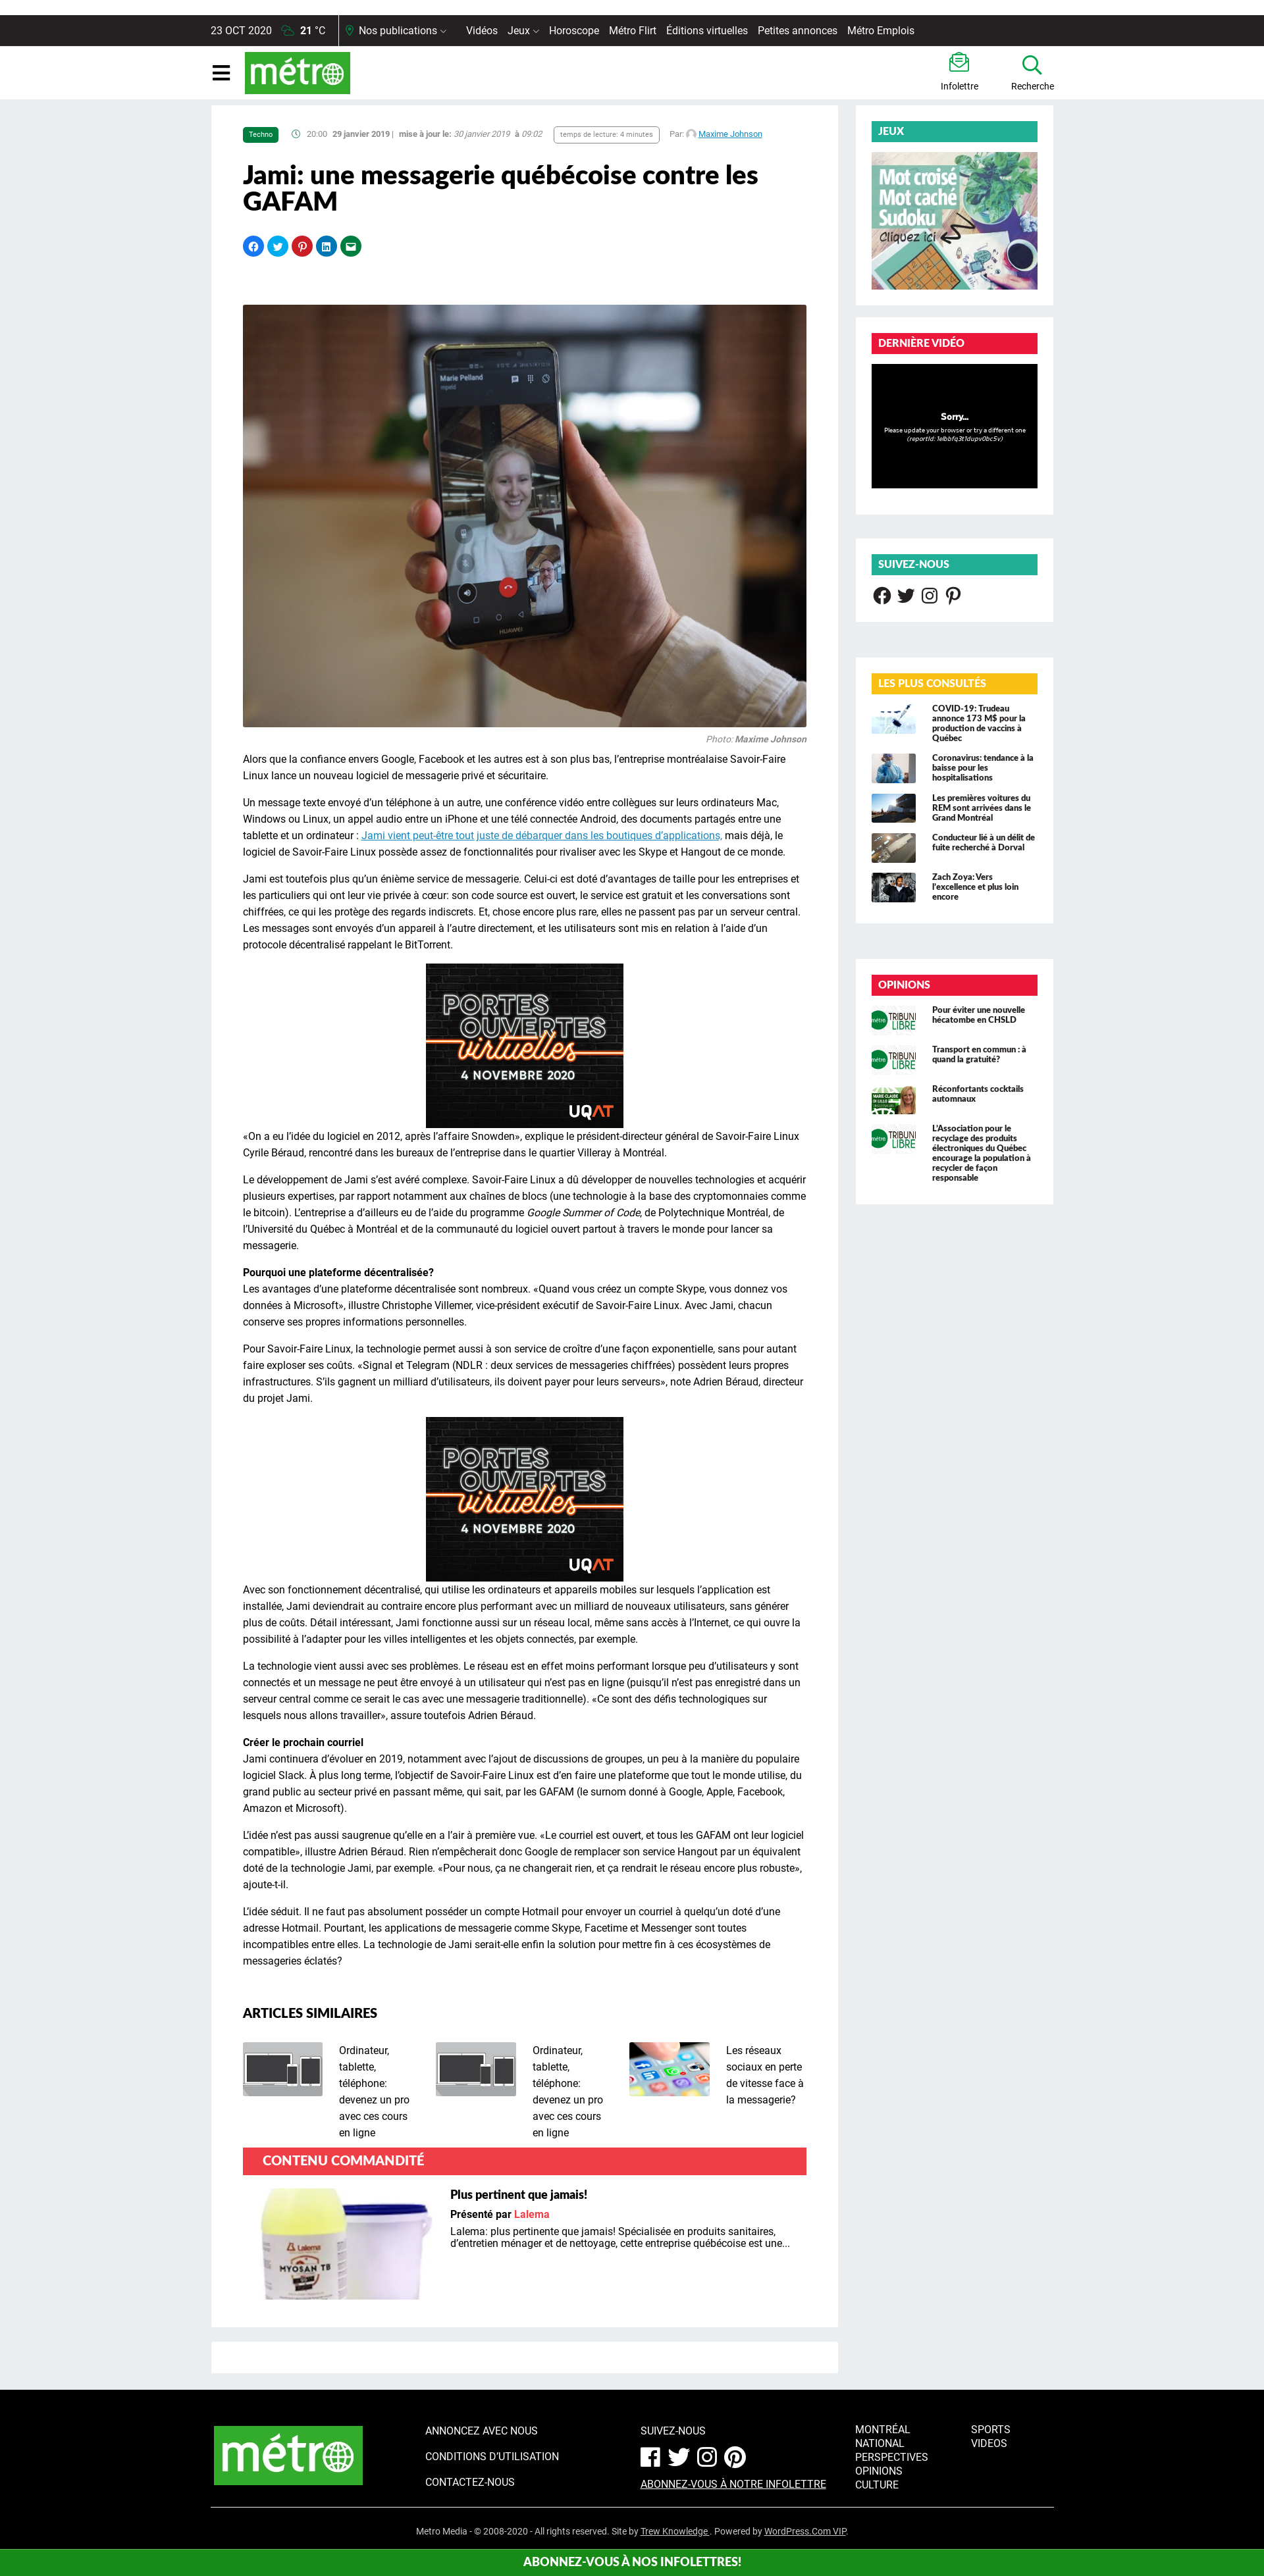 23 OCT 2020 21 °C Nos publications Vidéos Jeux Horoscope Métro Flirt Éditions virtuelles Petites annonces Métro Emplois
métro
Infolettre
Recherche
Techno 20:00 29 janvier 2019 | mise à jour le: 30 janvier 2019 à 09:02 temps de lecture: 4 minutes Par: Maxime Johnson
Jami: une messagerie québécoise contre les
GAFAM
Marie Pelland
mpeld
HUAWEI
Photo: Maxime Johnson
Alors que la confiance envers Google, Facebook et les autres est à son plus bas, l’entreprise montréalaise Savoir-Faire
Linux lance un nouveau logiciel de messagerie privé et sécuritaire.
Un message texte envoyé d’un téléphone à un autre, une conférence vidéo entre collègues sur leurs ordinateurs Mac,
Windows ou Linux, un appel audio entre un iPhone et une télé connectée Android, des documents partagés entre une
tablette et un ordinateur : Jami vient peut-être tout juste de débarquer dans les boutiques d’applications, mais déjà, le
logiciel de Savoir-Faire Linux possède assez de fonctionnalités pour rivaliser avec les Skype et Hangout de ce monde.
Jami est toutefois plus qu’un énième service de messagerie. Celui-ci est doté d’avantages de taille pour les entreprises et
les particuliers qui ont leur vie privée à cœur: son code source est ouvert, le service est gratuit et les conversations sont
chiffrées, ce qui les protège des regards indiscrets. Et, chose encore plus rare, elles ne passent pas par un serveur central.
Les messages sont envoyés d’un appareil à l’autre directement, et les utilisateurs sont mis en relation à l’aide d’un
protocole décentralisé rappelant le BitTorrent.
PORTES
OUVERTES
virtuelles
4 NOVEMBRE 2020
UQAT
«On a eu l’idée du logiciel en 2012, après l’affaire Snowden», explique le président-directeur général de Savoir-Faire Linux
Cyrile Béraud, rencontré dans les bureaux de l’entreprise dans le quartier Villeray à Montréal.
Le développement de Jami s’est avéré complexe. Savoir-Faire Linux a dû développer de nouvelles technologies et acquérir
plusieurs expertises, par rapport notamment aux chaînes de blocs (une technologie à la base des cryptomonnaies comme
le bitcoin). L’entreprise a d’ailleurs eu de l’aide du programme Google Summer of Code, de Polytechnique Montréal, de
l’Université du Québec à Montréal et de la communauté du logiciel ouvert partout à travers le monde pour lancer sa
messagerie.
Pourquoi une plateforme décentralisée?
Les avantages d’une plateforme décentralisée sont nombreux. «Quand vous créez un compte Skype, vous donnez vos
données à Microsoft», illustre Christophe Villemer, vice-président exécutif de Savoir-Faire Linux. Avec Jami, chacun
conserve ses propres informations personnelles.
Pour Savoir-Faire Linux, la technologie permet aussi à son service de croître d’une façon exponentielle, sans pour autant
faire exploser ses coûts. «Signal et Telegram (NDLR : deux services de messageries chiffrées) possèdent leurs propres
infrastructures. S’ils gagnent un milliard d’utilisateurs, ils doivent payer pour leurs serveurs», note Adrien Béraud, directeur
du projet Jami.
PORTES
OUVERTES
virtuelles
4 NOVEMBRE 2020
UQAT
Avec son fonctionnement décentralisé, qui utilise les ordinateurs et appareils mobiles sur lesquels l’application est
installée, Jami deviendrait au contraire encore plus performant avec un milliard de nouveaux utilisateurs, sans générer
plus de coûts. Détail intéressant, Jami fonctionne aussi sur un réseau local, même sans accès à l’Internet, ce qui ouvre la
possibilité à l’adapter pour les villes intelligentes et les objets connectés, par exemple.
La technologie vient aussi avec ses problèmes. Le réseau est en effet moins performant lorsque peu d’utilisateurs y sont
connectés et un message ne peut être envoyé à un utilisateur qui n’est pas en ligne (puisqu’il n’est pas enregistré dans un
serveur central comme ce serait le cas avec une messagerie traditionnelle). «Ce sont des défis technologiques sur
lesquels nous allons travailler», assure toutefois Adrien Béraud.
Créer le prochain courriel
Jami continuera d’évoluer en 2019, notamment avec l’ajout de discussions de groupes, un peu à la manière du populaire
logiciel Slack. À plus long terme, l’objectif de Savoir-Faire Linux est d’en faire une plateforme que tout le monde utilise, du
grand public au secteur privé en passant même, qui sait, par les GAFAM (le surnom donné à Google, Apple, Facebook,
Amazon et Microsoft).
L’idée n’est pas aussi saugrenue qu’elle en a l’air à première vue. «Le courriel est ouvert, et tous les GAFAM ont leur logiciel
compatible», illustre Adrien Béraud. Rien n’empêcherait donc Google de remplacer son service Hangout par un équivalent
doté de la technologie Jami, par exemple. «Pour nous, ça ne changerait rien, et ça rendrait le réseau encore plus robuste»,
ajoute-t-il.
L’idée séduit. Il ne faut pas absolument posséder un compte Hotmail pour envoyer un courriel à quelqu’un doté d’une
adresse Hotmail. Pourtant, les applications de messagerie comme Skype, Facetime et Messenger sont toutes
incompatibles entre elles. La technologie de Jami serait-elle enfin la solution pour mettre fin à ces écosystèmes de
messageries éclatés?
ARTICLES SIMILAIRES
Ordinateur,
tablette,
téléphone:
devenez un pro
avec ces cours
en ligne
Ordinateur,
tablette,
téléphone:
devenez un pro
avec ces cours
en ligne
Les réseaux
sociaux en perte
de vitesse face à
la messagerie?
CONTENU COMMANDITÉ
Lalema
MYOSAN TB
Plus pertinent que jamais!
Présenté par Lalema
Lalema: plus pertinente que jamais! Spécialisée en produits sanitaires,
d’entretien ménager et de nettoyage, cette entreprise québécoise est une...
JEUX
Mot croisé
Mot caché
Sudoku
Cliquez ici
DERNIÈRE VIDÉO
Sorry...
Please update your browser or try a different one
(reportId: 1elbbfq3t1dupv0bc5v)
SUIVEZ-NOUS
LES PLUS CONSULTÉS
COVID-19: Trudeau
annonce 173 M$ pour la
production de vaccins à
Québec
Coronavirus: tendance à la
baisse pour les
hospitalisations
Les premières voitures du
REM sont arrivées dans le
Grand Montréal
Conducteur lié à un délit de
fuite recherché à Dorval
Zach Zoya: Vers
l’excellence et plus loin
encore
OPINIONS
métro TRIBUNE
LIBRE
Pour éviter une nouvelle
hécatombe en CHSLD
métro TRIBUNE
LIBRE
Transport en commun : à
quand la gratuité?
MARIE-CLAUDE
DI LILLO
Réconfortants cocktails
automnaux
métro TRIBUNE
LIBRE
L’Association pour le
recyclage des produits
électroniques du Québec
encourage la population à
recycler de façon
responsable
métro
ANNONCEZ AVEC NOUS
CONDITIONS D’UTILISATION
CONTACTEZ-NOUS
SUIVEZ-NOUS
ABONNEZ-VOUS À NOTRE INFOLETTRE
MONTRÉAL
NATIONAL
PERSPECTIVES
OPINIONS
CULTURE
SPORTS
VIDEOS
Metro Media - © 2008-2020 - All rights reserved. Site by Trew Knowledge . Powered by WordPress.Com VIP.
ABONNEZ-VOUS À NOS INFOLETTRES!